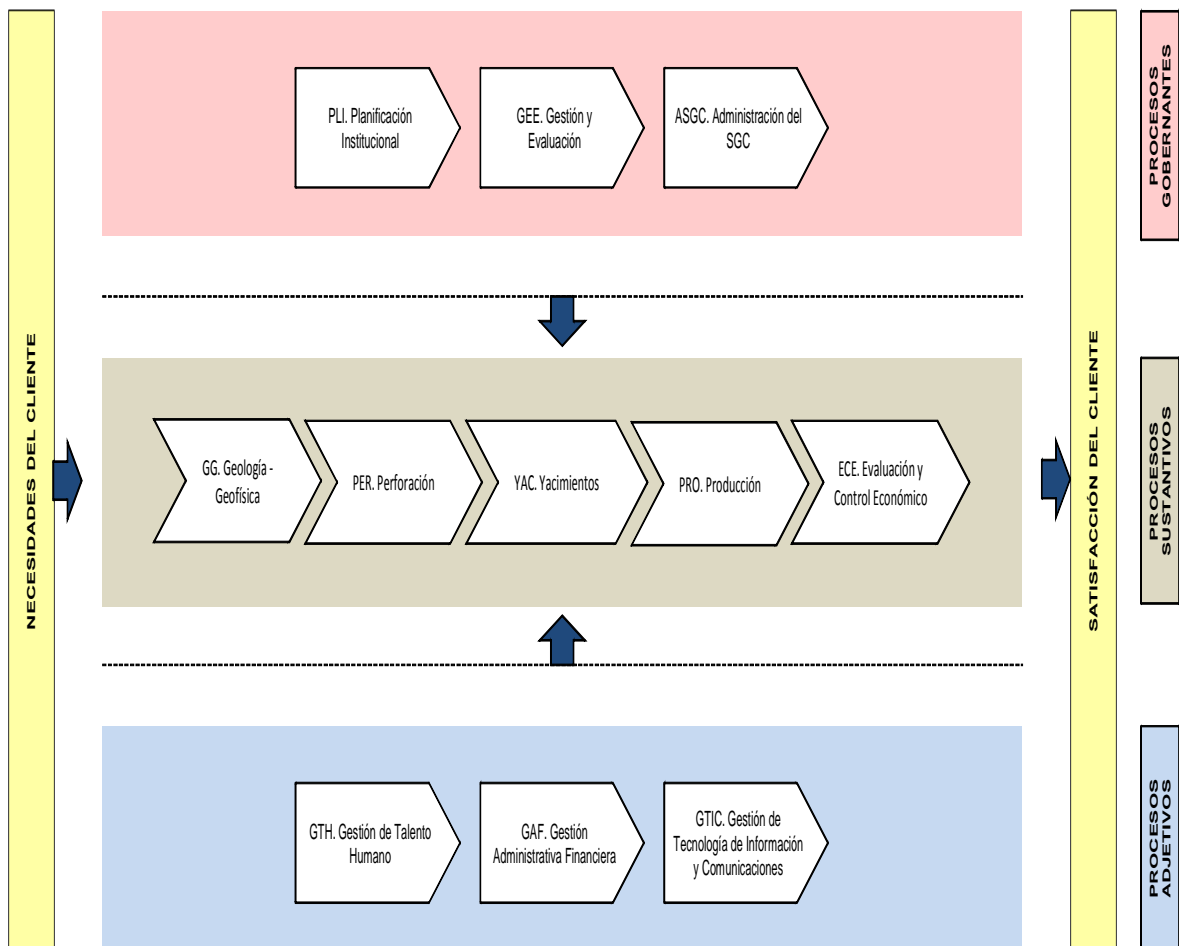 NECESIDADES DEL CLIENTE
PLI. Planificación
Institucional
GEE. Gestión y
Evaluación
ASGC. Administración del
SGC
GG. Geología -
Geofísica
PER. Perforación
YAC. Yacimientos
PRO. Producción
ECE. Evaluación y
Control Económico
GTH. Gestión de Talento
Humano
GAF. Gestión
Administrativa Financiera
GTIC. Gestión de
Tecnología de Información
y Comunicaciones
SATISFACCIÓN DEL CLIENTE
PROCESOS
GOBERNANTES
PROCESOS
SUSTANTIVOS
PROCESOS
ADJETIVOS